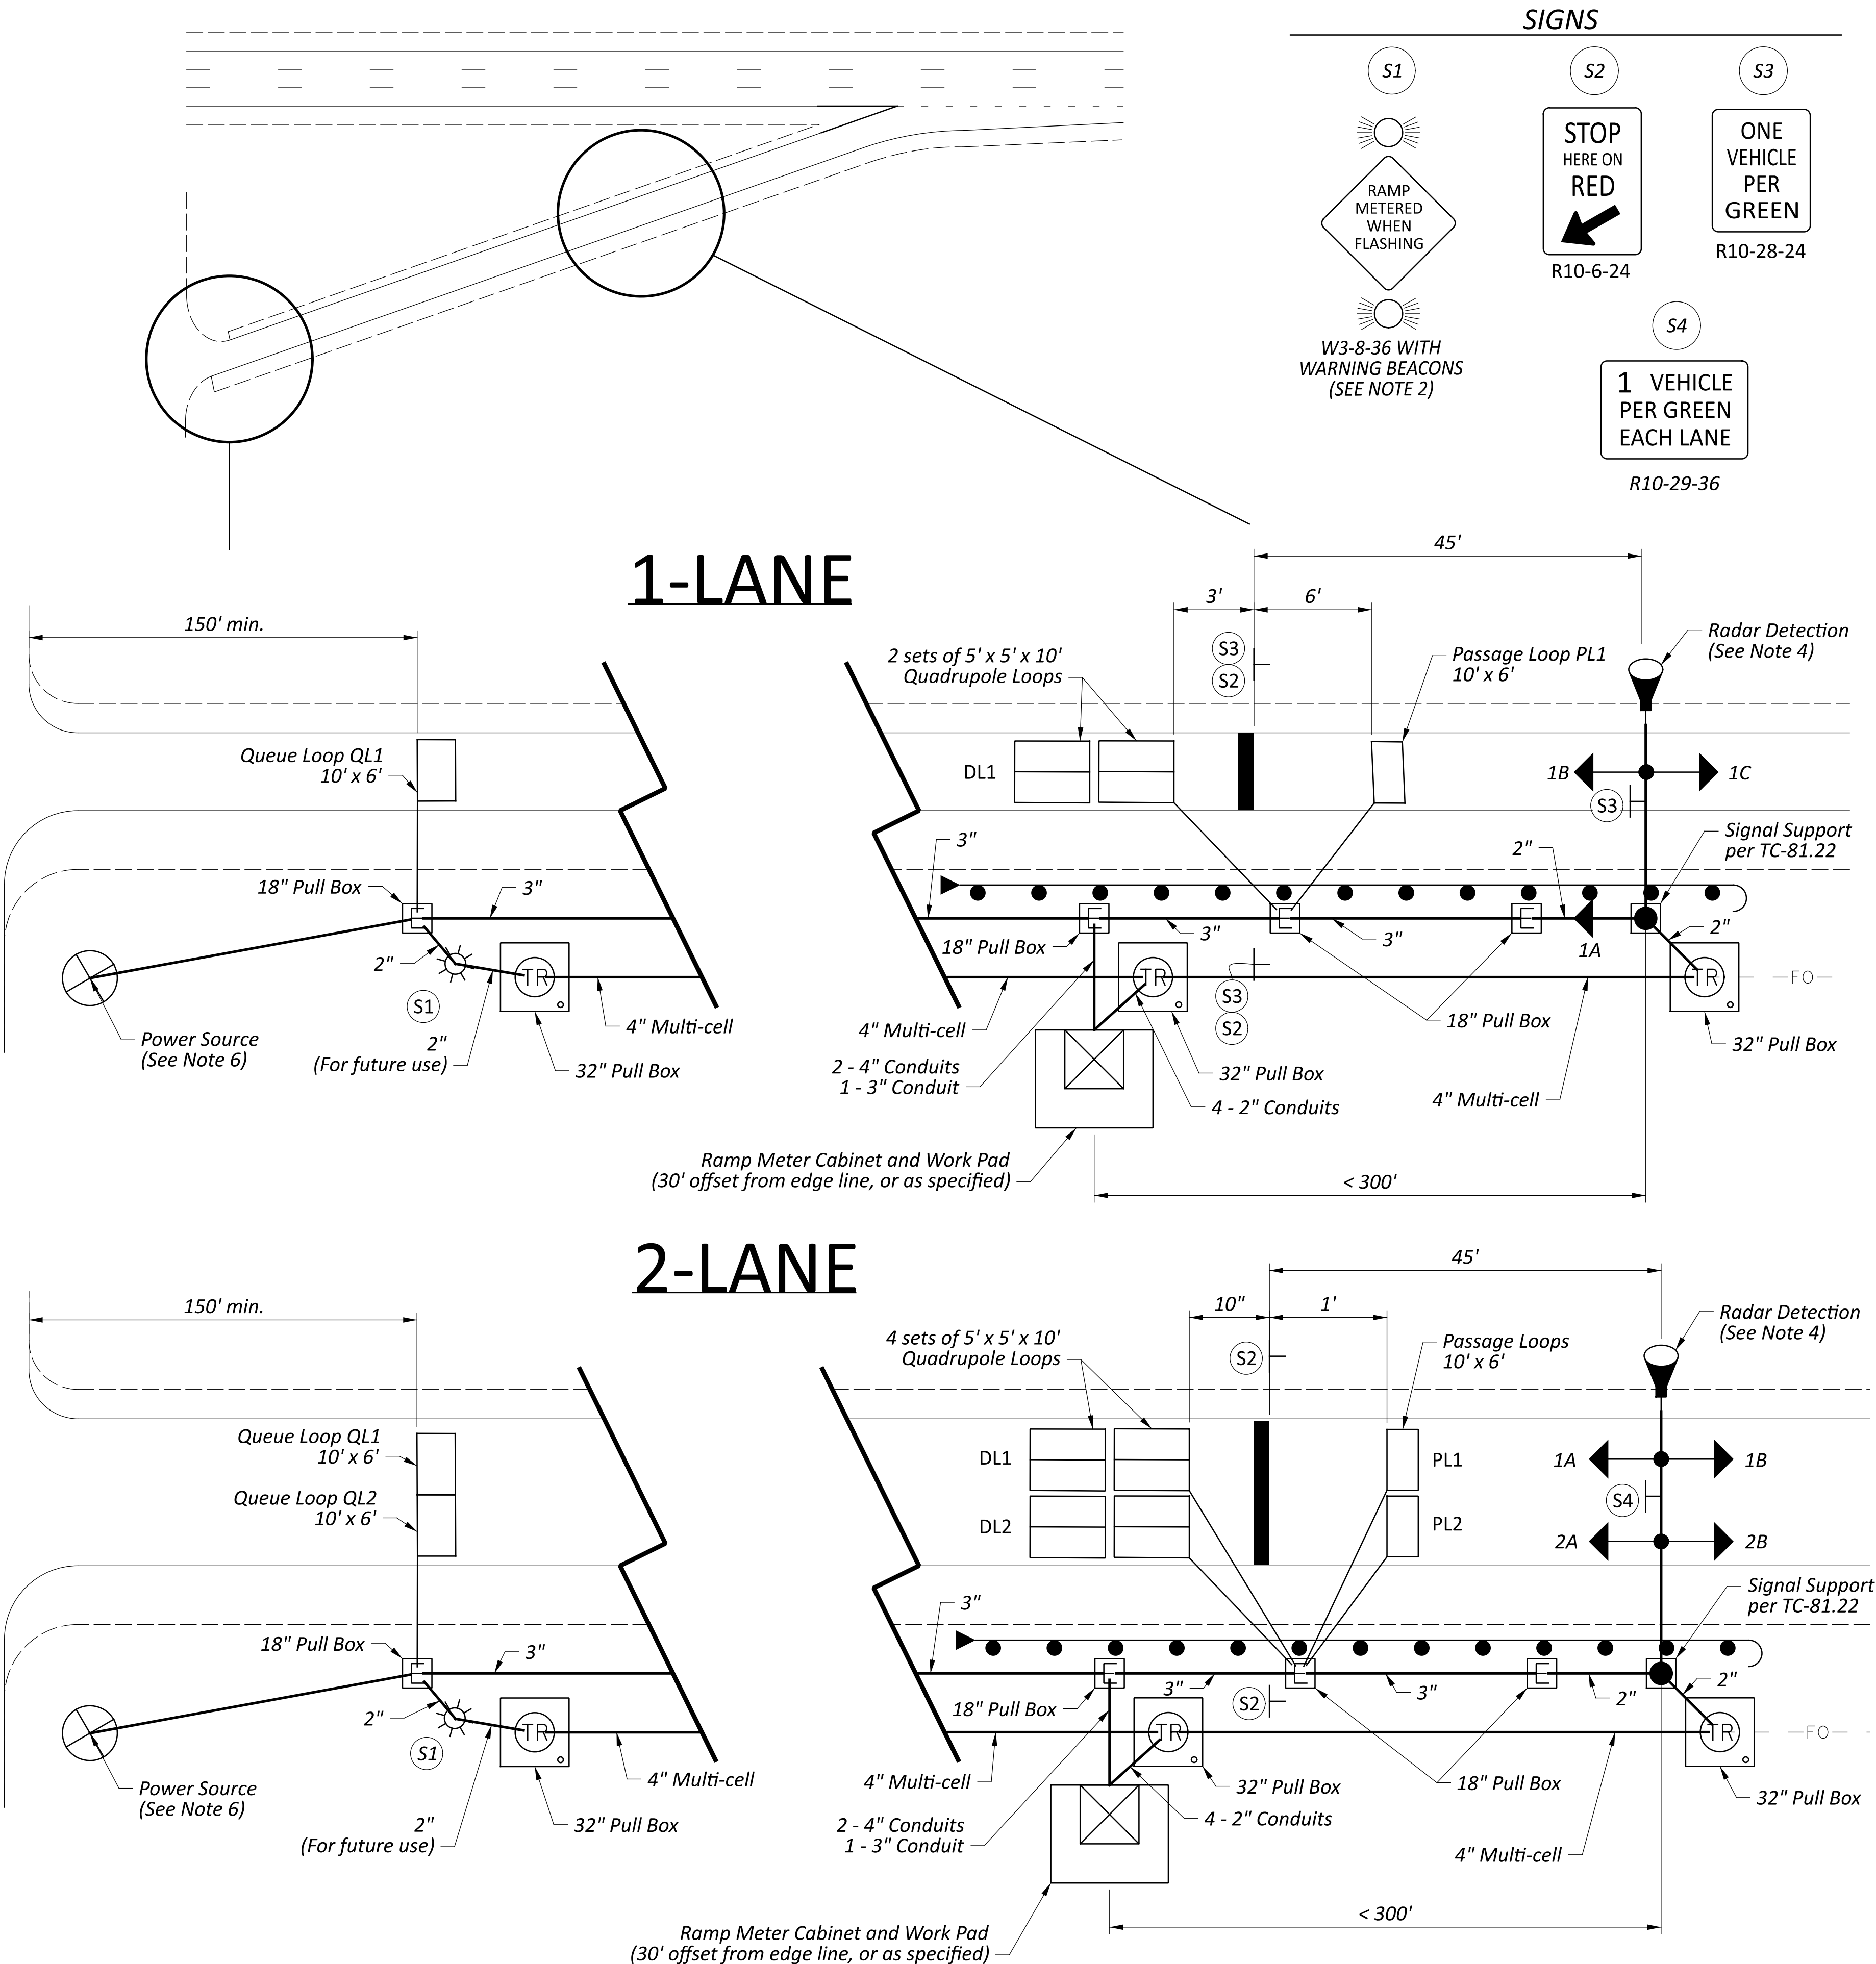 SIGNS
S1
S2
S3
STOP
HERE ON
RED
R10-6-24
ONE
VEHICLE
PER
GREEN
R10-28-24
RAMP
METERED
WHEN
FLASHING
W3-8-36 WITH
WARNING BEACONS
(SEE NOTE 2)
S4
1 VEHICLE
PER GREEN
EACH LANE
R10-29-36
1-LANE
150' min.
Queue Loop QL1
10' x 6'
18" Pull Box
3"
2"
S1
Power Source
(See Note 6)
2"
(For future use)
TR
4" Multi-cell
32" Pull Box
45'
3'
6'
2 sets of 5' x 5' x 10'
Quadrupole Loops
S3
S2
Passage Loop PL1
10' x 6'
Radar Detection
(See Note 4)
DL1
1B
1C
S3
Signal Support
per TC-81.22
3"
2"
18" Pull Box
3"
3"
1A
2"
TR
S3
S2
TR
FO
4" Multi-cell
18" Pull Box
32" Pull Box
2 - 4" Conduits
1 - 3" Conduit
32" Pull Box
4 - 2" Conduits
4" Multi-cell
Ramp Meter Cabinet and Work Pad
(30' offset from edge line, or as specified)
< 300'
2-LANE
150' min.
Queue Loop QL1
10' x 6'
Queue Loop QL2
10' x 6'
18" Pull Box
3"
2"
S1
Power Source
(See Note 6)
2"
(For future use)
TR
4" Multi-cell
32" Pull Box
45'
10"
1'
4 sets of 5' x 5' x 10'
Quadrupole Loops
S2
Passage Loops
10' x 6'
Radar Detection
(See Note 4)
DL1
PL1
1A
1B
S4
DL2
PL2
2A
2B
Signal Support
per TC-81.22
3"
18" Pull Box
3"
3"
2"
2"
S2
TR
TR
FO
4" Multi-cell
32" Pull Box
18" Pull Box
32" Pull Box
2 - 4" Conduits
1 - 3" Conduit
4 - 2" Conduits
4" Multi-cell
Ramp Meter Cabinet and Work Pad
(30' offset from edge line, or as specified)
< 300'